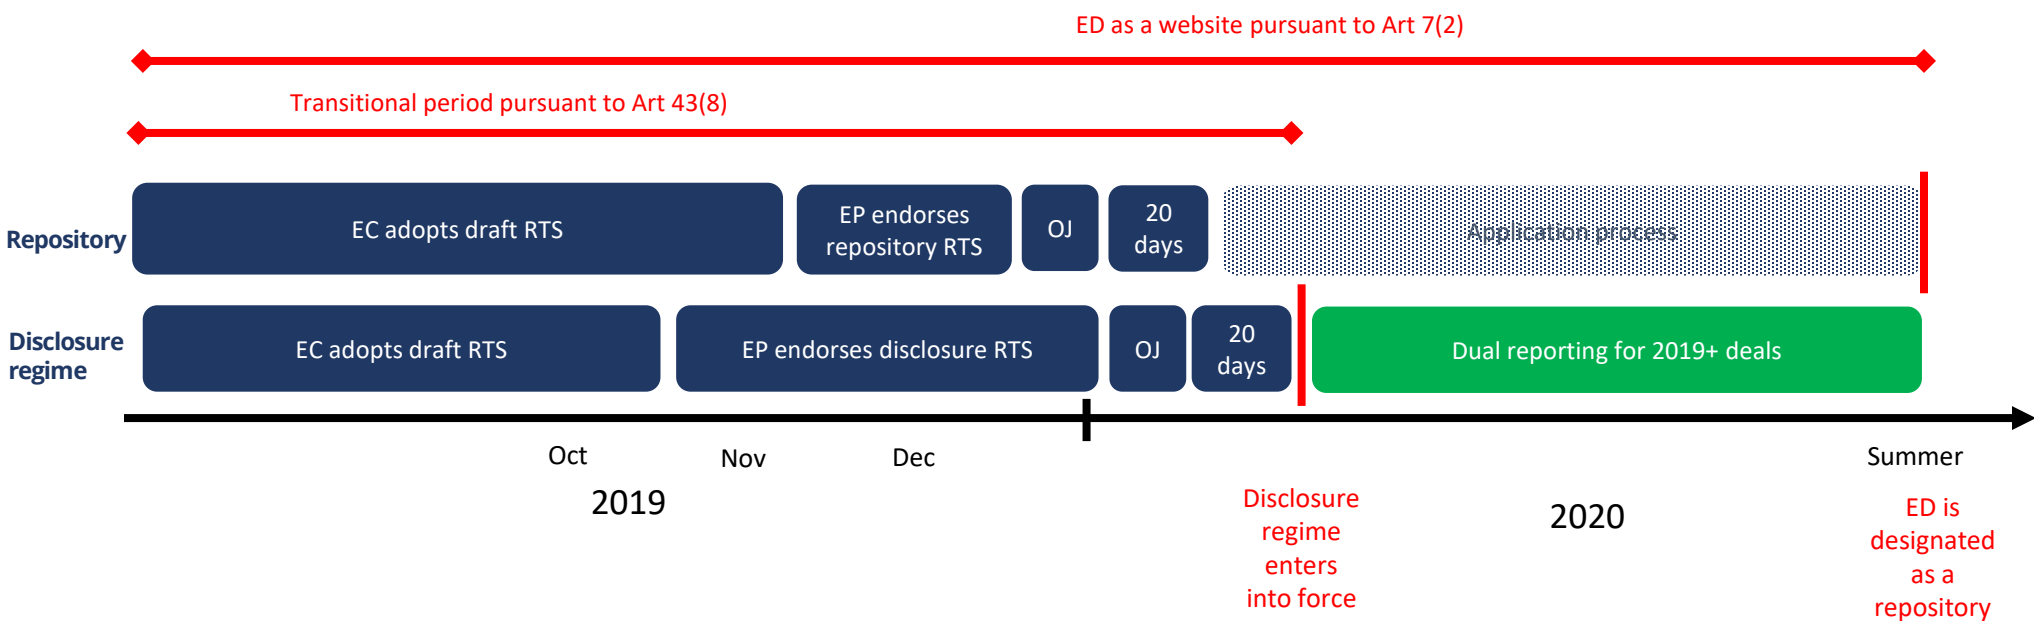 ED as a website pursuant to Art 7(2)
Transitional period pursuant to Art 43(8)
Repository
EC adopts draft RTS
EP endorses
repository RTS
OJ
20
days
Application process
Disclosure
regime
EC adopts draft RTS
EP endorses disclosure RTS
OJ
20
days
Dual reporting for 2019+ deals
Oct
Nov
Dec
Summer
2019
2020
Disclosure
regime
enters
into force
ED is
designated
as a
repository